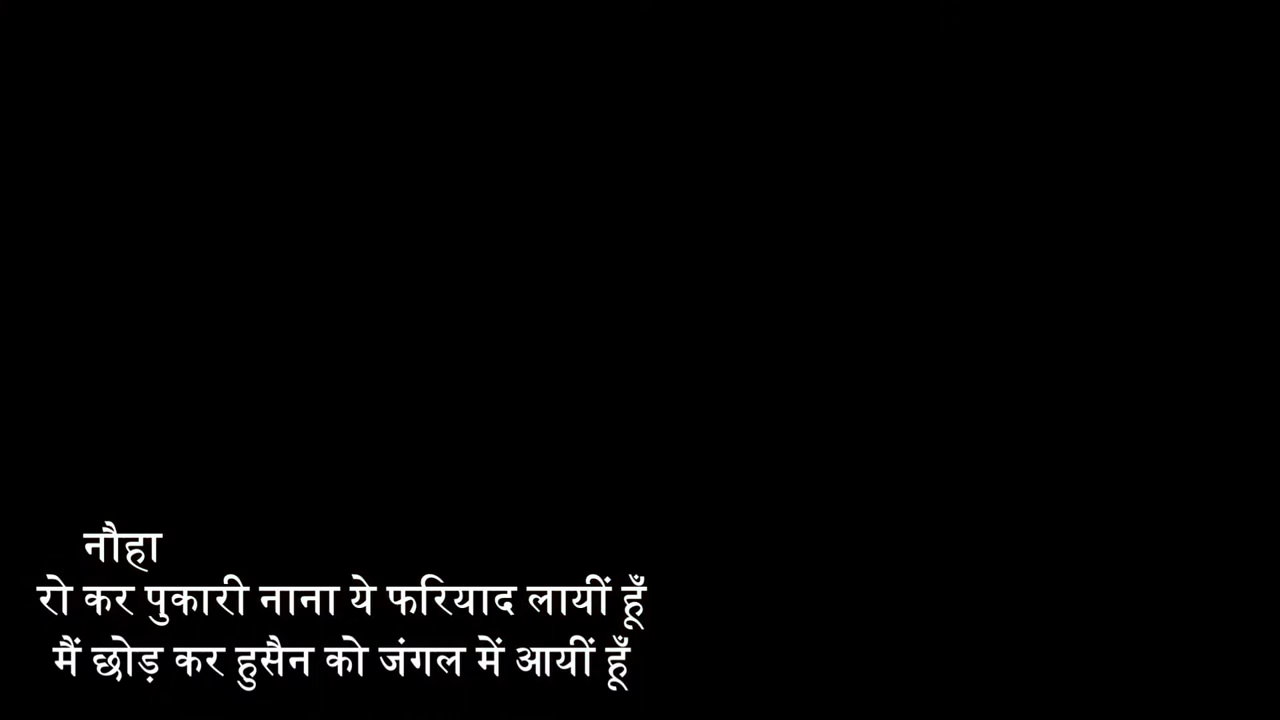 नौहा
रो कर पुकारी नाना ये फरियाद लायीं हूँ
मैं छोड़ कर हुसैन को जंगल में आयीं हूँ